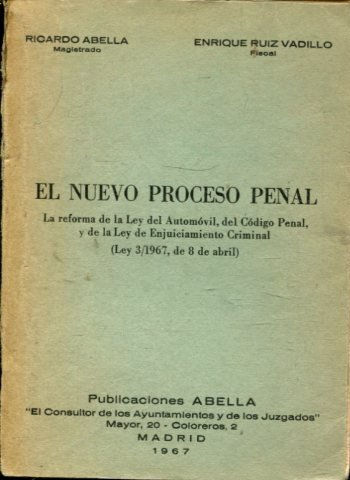 RICARDO ABELLA
Magistrado
ENRIQUE RUIZ VADILLO
Fiscal
EL NUEVO PROCESO PENAL
La reforma de la Ley del Automóvil, del Código Penal,
y de la Ley de Enjuiciamiento Criminal
(Ley 3/1967, de 8 de abril)
Publicaciones ABELLA
"El Consultor de los Ayuntamientos y de los Juzgados"
Mayor, 20 - Coloreros, 2
MADRID
1967